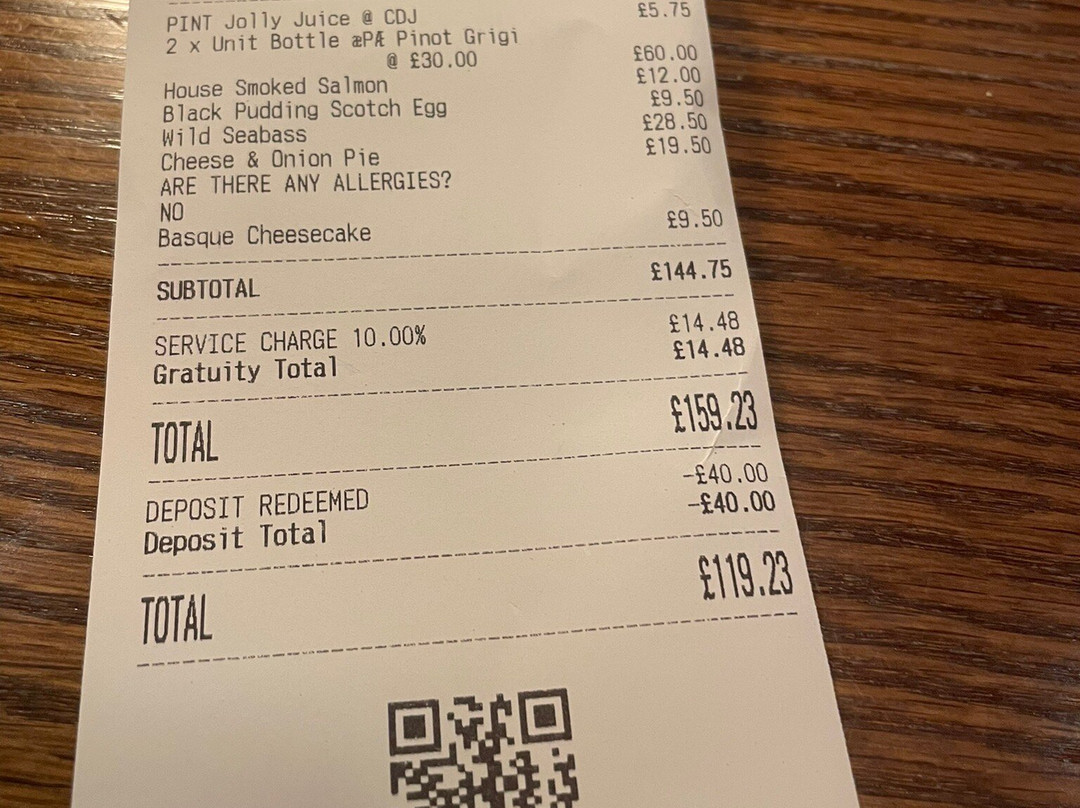 PINT Jolly Juice @ CDJ £5.75
2 x Unit Bottle æPÆ Pinot Grigi
@ £30.00 £60.00
House Smoked Salmon £12.00
Black Pudding Scotch Egg £9.50
Wild Seabass £28.50
Cheese & Onion Pie £19.50
ARE THERE ANY ALLERGIES?
NO
Basque Cheesecake £9.50
SUBTOTAL £144.75
SERVICE CHARGE 10.00% £14.48
Gratuity Total £14.48
TOTAL £159.23
DEPOSIT REDEEMED -£40.00
Deposit Total -£40.00
TOTAL £119.23